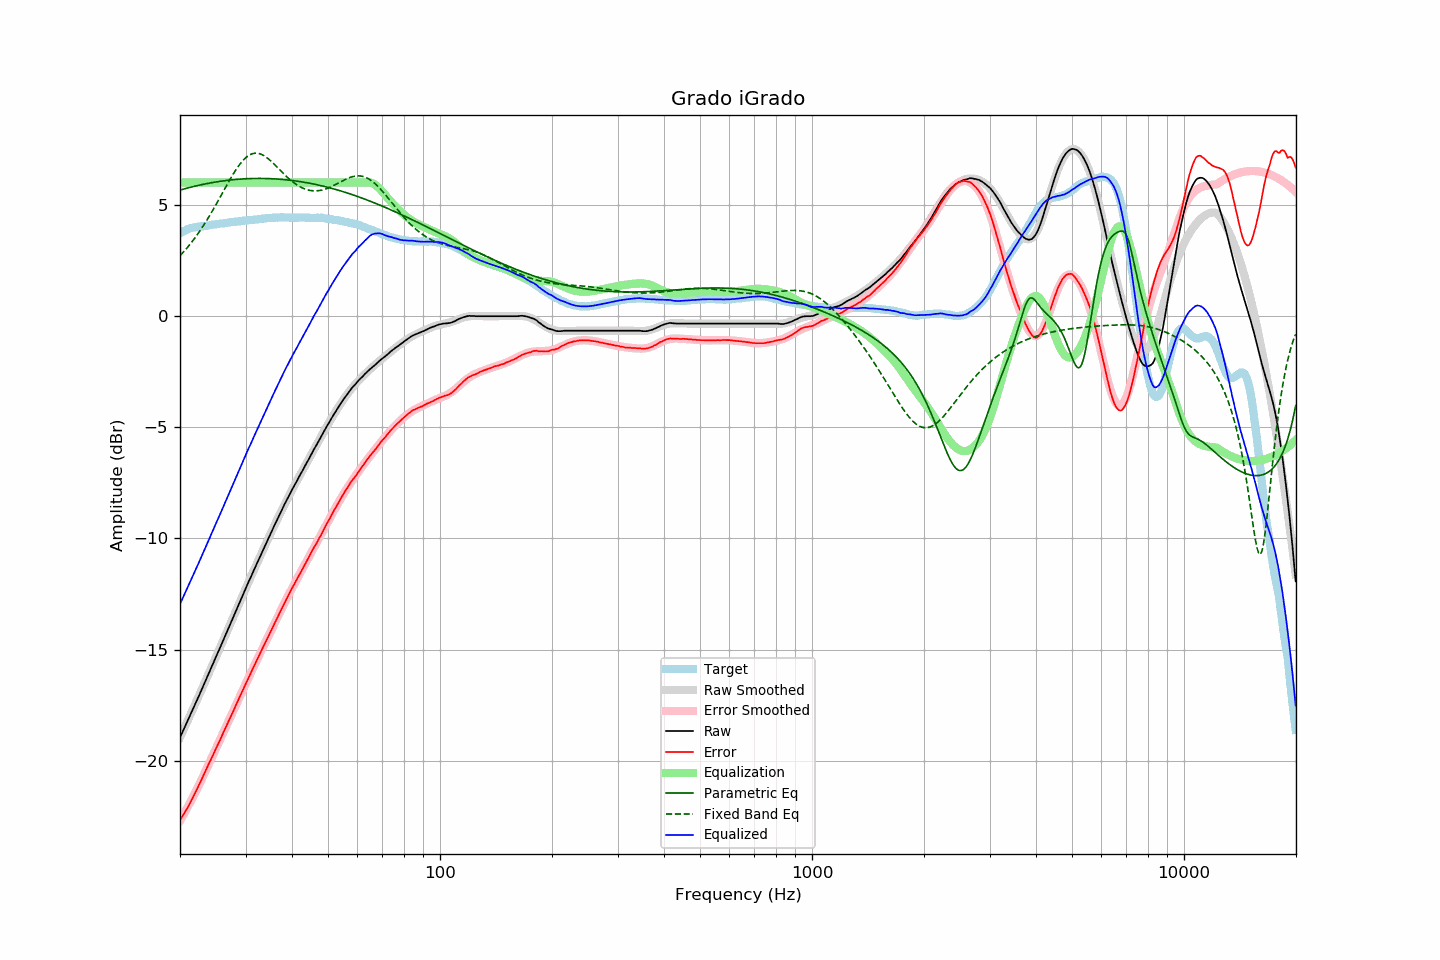 Grado iGrado
5
0
−5
−10
−15
−20
Amplitude (dBr)
100
1000
10000
Frequency (Hz)
Target
Raw Smoothed
Error Smoothed
Raw
Error
Equalization
Parametric Eq
Fixed Band Eq
Equalized